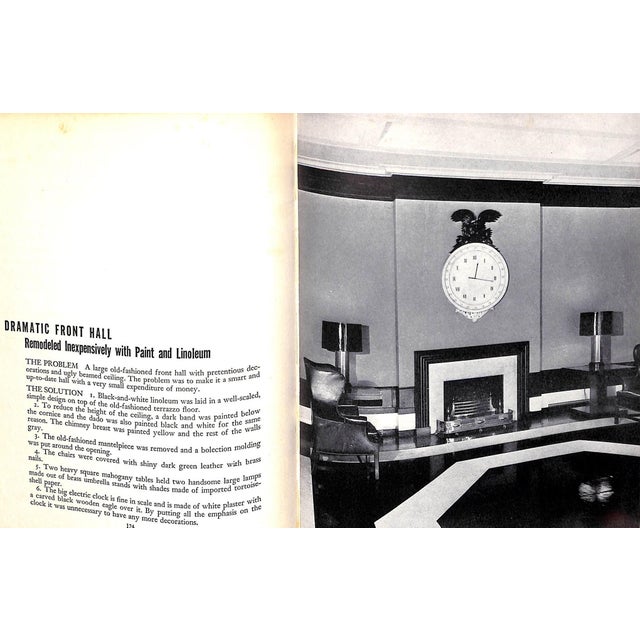 DRAMATIC FRONT HALL
Remodeled Inexpensively with Paint and Linoleum
THE PROBLEM A large old-fashioned front hall with pretentious dec-
orations and ugly beamed ceiling. The problem was to make it a smart and
up-to-date hall with a very small expenditure of money.
THE SOLUTION 1. Black-and-white linoleum was laid in a well-scaled,
simple design on top of the old-fashioned terrazzo floor.
2. To reduce the height of the ceiling, a dark band was painted below
the cornice and the dado was also painted black and white for the same
reason. The chimney breast was painted yellow and the rest of the walls
gray.
3. The old-fashioned mantelpiece was removed and a bolection molding
was put around the opening.
4. The chairs were covered with shiny dark green leather with brass
nails.
5. Two heavy square mahogany tables held two handsome large lamps
made out of brass umbrella stands with shades made of imported tortoise-
shell paper.
6. The big electric clock is fine in scale and is made of white plaster with
a carved black wooden eagle over it. By putting all the emphasis on the
clock it was unnecessary to have any more decorations.
174